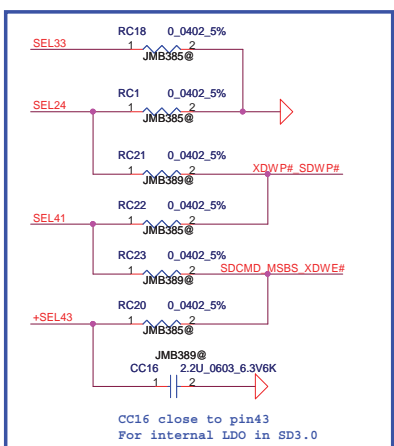 RC18 0_0402_5%
SEL33
1 2
JMB385@
RC1 0_0402_5%
SEL24
1 2
JMB385@
RC21 0_0402_5%
XDWP#_SDWP#
1 2
JMB389@
RC22 0_0402_5%
SEL41
1 2
JMB385@
RC23 0_0402_5%
SDCMD_MSBS_XDWE#
1 2
JMB389@
RC20 0_0402_5%
+SEL43
1 2
JMB385@
JMB389@
CC16 2.2U_0603_6.3V6K
1 2
CC16 close to pin43
For internal LDO in SD3.0